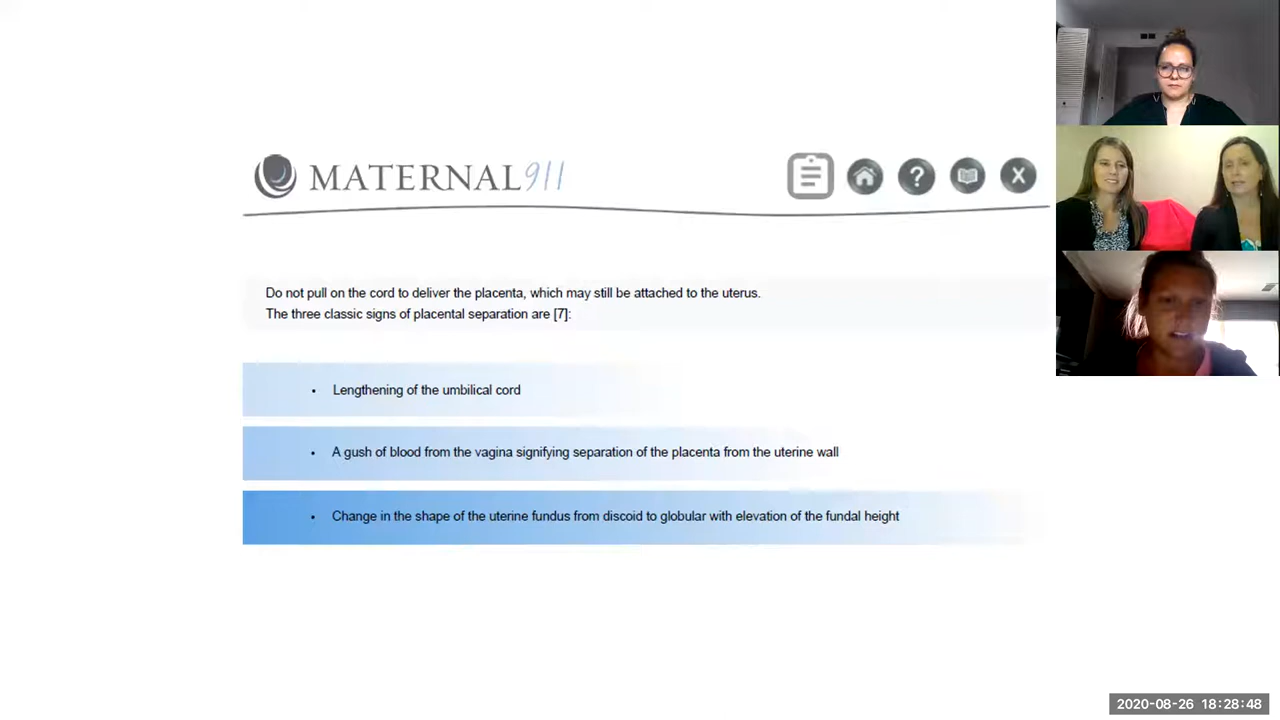 MATERNAL911
?
X
Do not pull on the cord to deliver the placenta, which may still be attached to the uterus.
The three classic signs of placental separation are [7]:
• Lengthening of the umbilical cord
• A gush of blood from the vagina signifying separation of the placenta from the uterine wall
• Change in the shape of the uterine fundus from discoid to globular with elevation of the fundal height
2020-08-26 18:28:48